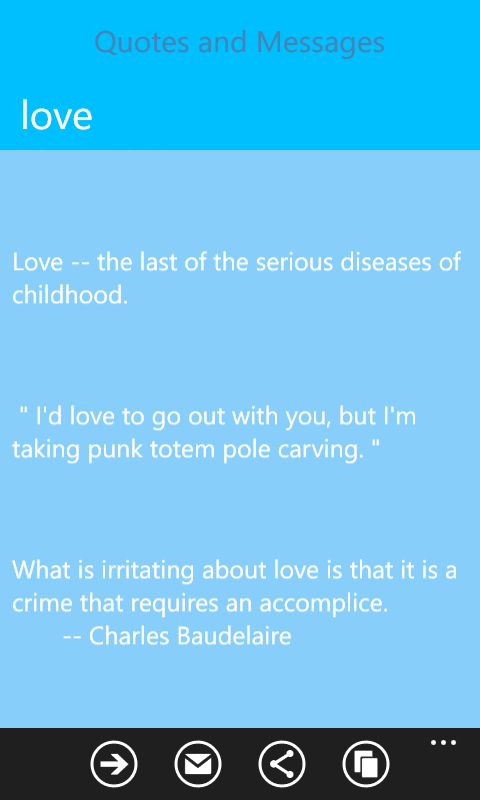 Quotes and Messages
love
Love -- the last of the serious diseases of
childhood.
" I'd love to go out with you, but I'm
taking punk totem pole carving. "
What is irritating about love is that it is a
crime that requires an accomplice.
-- Charles Baudelaire